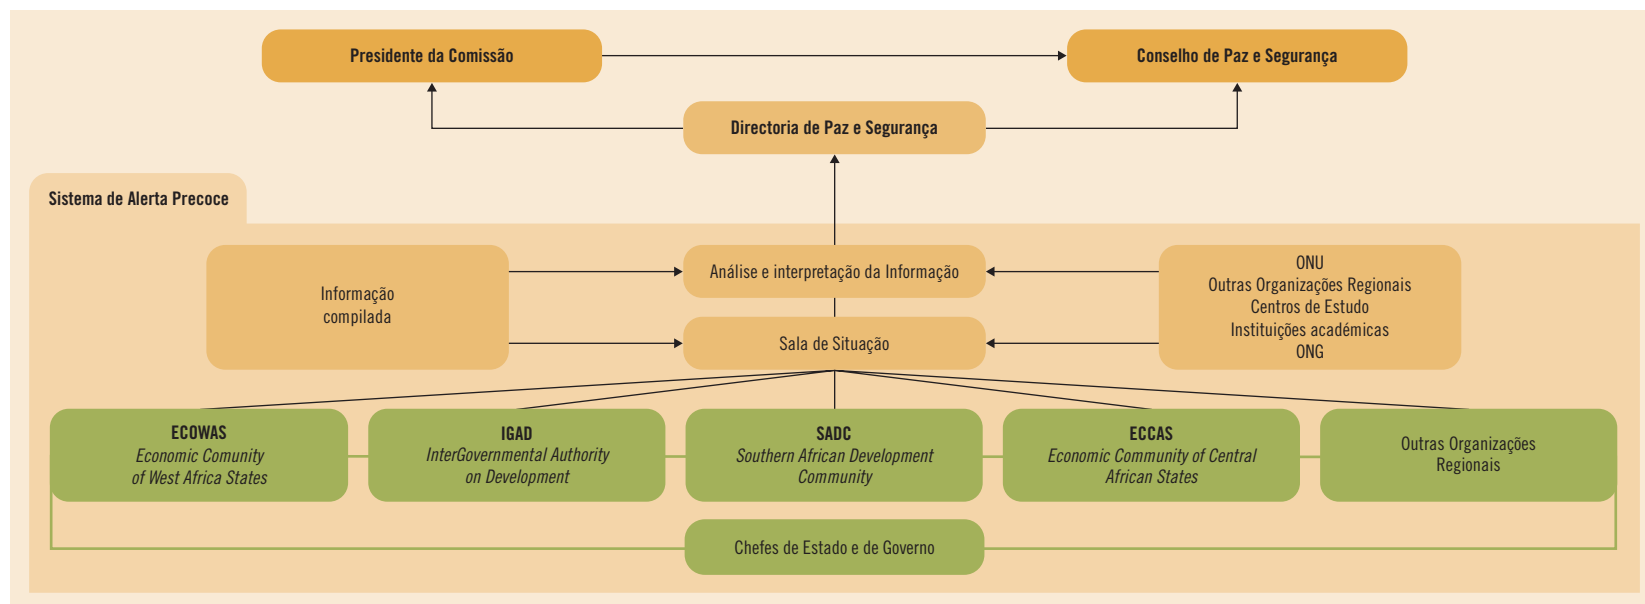 Presidente da Comissão
Conselho de Paz e Segurança
Directoria de Paz e Segurança
Sistema de Alerta Precoce
Informação
compilada
Análise e interpretação da Informação
Sala de Situação
ONU
Outras Organizações Regionais
Centros de Estudo
Instituições académicas
ONG
ECOWAS
Economic Comunity
of West Africa States
IGAD
InterGovernmental Authority
on Development
SADC
Southern African Development
Community
ECCAS
Economic Community of Central
African States
Outras Organizações
Regionais
Chefes de Estado e de Governo